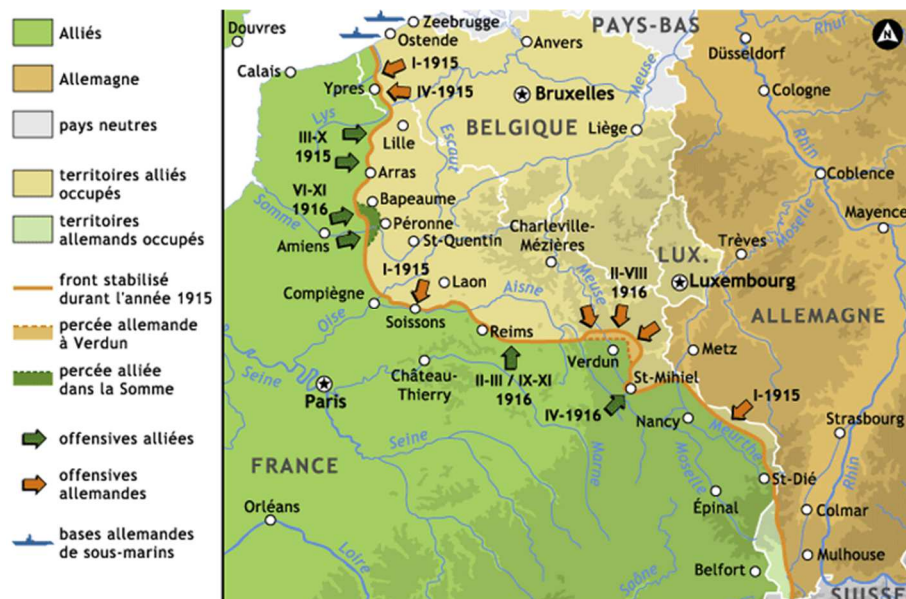 Alliés
Allemagne
pays neutres
territoires alliés
occupés
territoires
allemands occupés
front stabilisé
durant l'année 1915
percée allemande
à Verdun
percée alliée
dans la Somme
offensives alliées
offensives
allemandes
bases allemandes
de sous-marins
Douvres
Zeebrugge
Ostende
Anvers
PAYS-BAS
Rhur
N
Düsseldorf
Calais
I-1915
Ypres
IV-1915
Bruxelles
Meuse
Cologne
Lys
BELGIQUE
Liège
Rhin
III-X
1915
Lille
Escaut
Arras
Coblence
VI-XI
1916
Bapeaume
Mayence
Somme
Péronne
Charleville-
Mézières
Moselle
Amiens
St-Quentin
Trèves
LUX.
I-1915
Laon
Meuse
II-VIII
1916
Luxembourg
Compiègne
Aisne
Oise
Soissons
ALLEMAGNE
Reims
Verdun
Metz
Seine
Château-
Thierry
II-III / IX-XI
1916
St-Mihiel
I-1915
Paris
IV-1916
Nancy
Meurthe
Strasbourg
Seine
Marne
Moselle
Rhin
FRANCE
St-Dié
Orléans
Épinal
Colmar
Loire
Saône
Belfort
Mulhouse
SUISSE